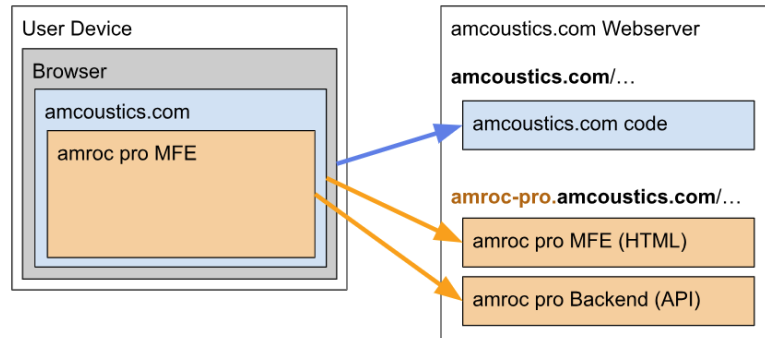 User Device
Browser
amcoustics.com
amroc pro MFE
amcoustics.com Webserver
amcoustics.com/…
amcoustics.com code
amroc-pro.amcoustics.com/…
amroc pro MFE (HTML)
amroc pro Backend (API)